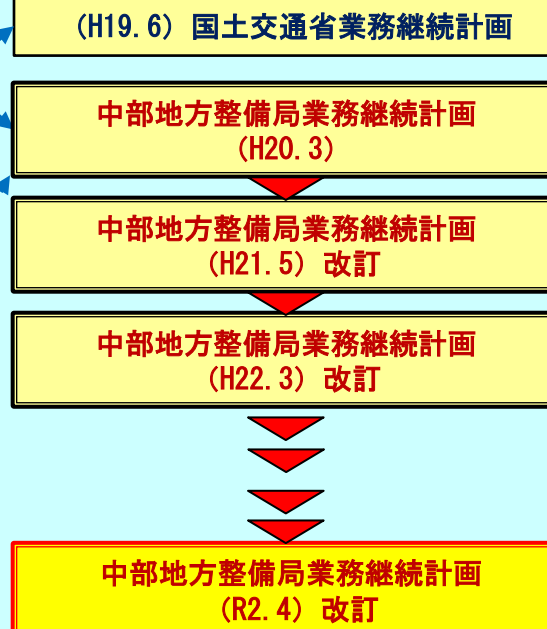 (H19.6) 国土交通省業務継続計画
中部地方整備局業務継続計画
(H20.3)
中部地方整備局業務継続計画
(H21.5) 改訂
中部地方整備局業務継続計画
(H22.3) 改訂
中部地方整備局業務継続計画
(R2.4) 改訂